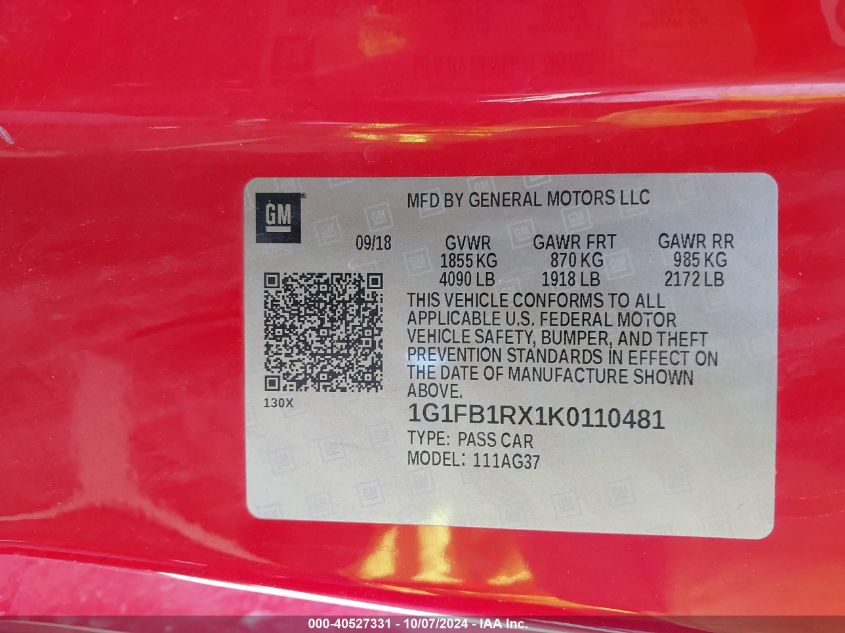 GM
MFD BY GENERAL MOTORS LLC
09/18 GVWR GAWR FRT GAWR RR
1855 KG 870 KG 985 KG
4090 LB 1918 LB 2172 LB
THIS VEHICLE CONFORMS TO ALL
APPLICABLE U.S. FEDERAL MOTOR
VEHICLE SAFETY, BUMPER, AND THEFT
PREVENTION STANDARDS IN EFFECT ON
THE DATE OF MANUFACTURE SHOWN
ABOVE.
130X
1G1FB1RX1K0110481
TYPE: PASS CAR
MODEL: 111AG37
000-40527331 - 10/07/2024 - IAA Inc.